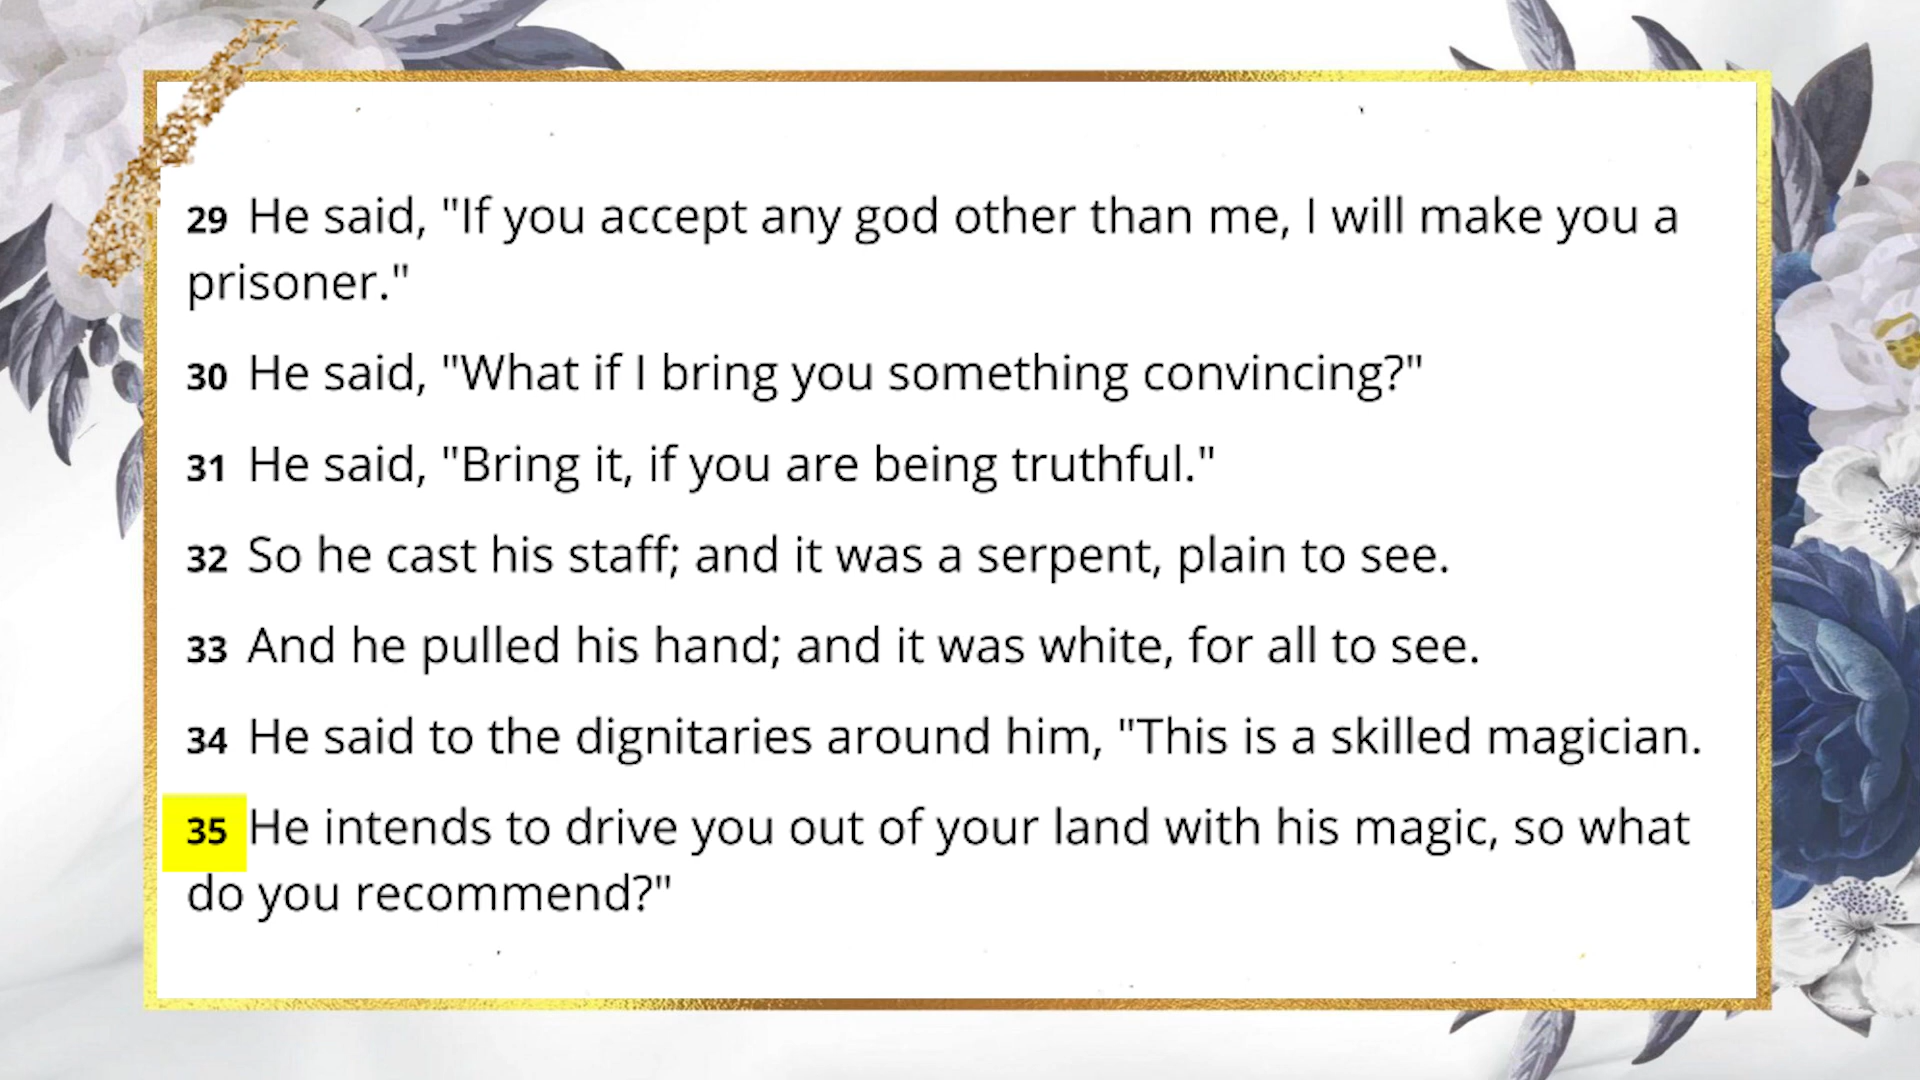 29 He said, "If you accept any god other than me, I will make you a
prisoner."
30 He said, "What if I bring you something convincing?"
31 He said, "Bring it, if you are being truthful."
32 So he cast his staff; and it was a serpent, plain to see.
33 And he pulled his hand; and it was white, for all to see.
34 He said to the dignitaries around him, "This is a skilled magician.
35 He intends to drive you out of your land with his magic, so what
do you recommend?"